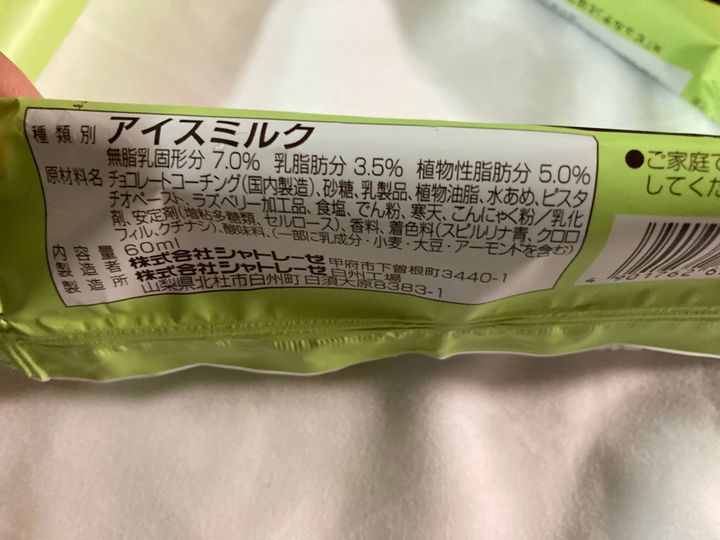 種類別 アイスミルク
無脂乳固形分 7.0% 乳脂肪分 3.5% 植物性脂肪分 5.0%
原材料名 チョコレートコーチング(国内製造)、砂糖、乳製品、植物油脂、水あめ、ピスタ
チオペースト、ラズベリー加工品、食塩、でん粉、寒天、こんにゃく粉/乳化
剤、安定剤(増粘多糖類、セルロース)、香料、着色料(スピルリナ青、クロロ
フィル、クチナシ)、酸味料、(一部に乳成分・小麦・大豆・アーモンドを含む)
内容量 60ml
製造者 株式会社シャトレーゼ 甲府市下曽根町3440-1
製造所 株式会社シャトレーゼ 白州工場
山梨県北杜市白州町白須大原8383-1
●ご家庭で
してくだ